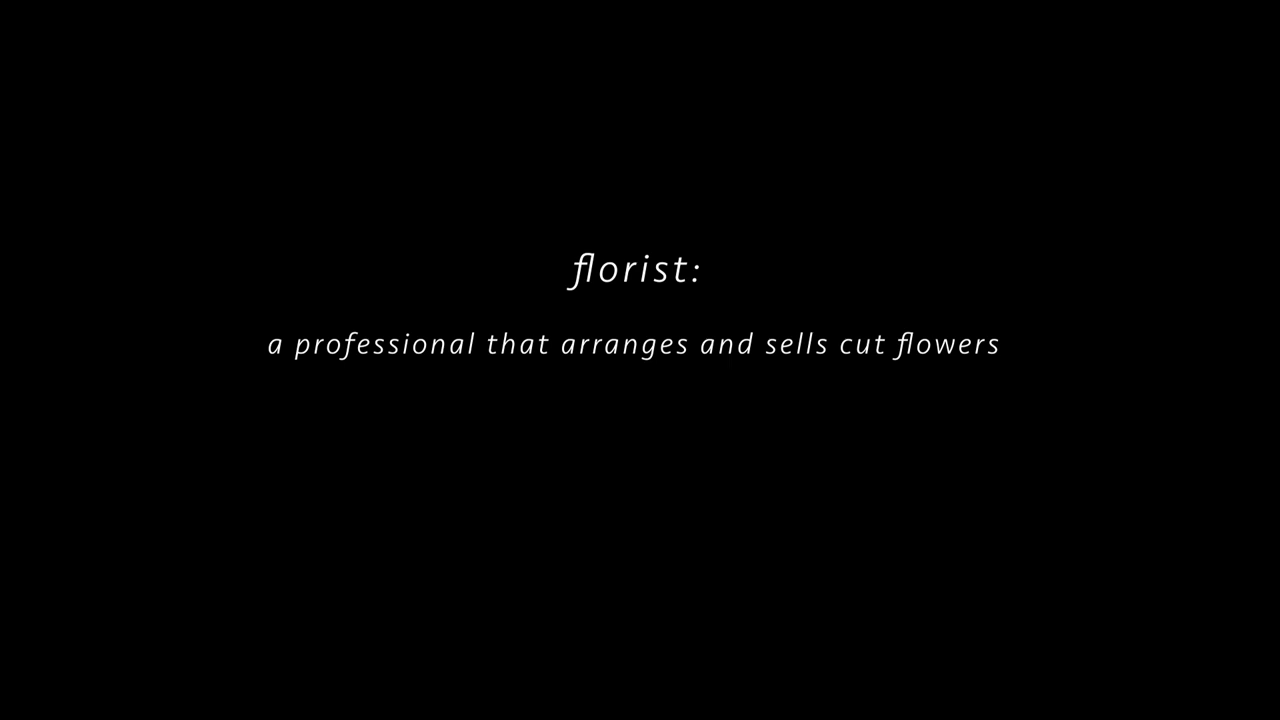 florist:
a professional that arranges and sells cut flowers